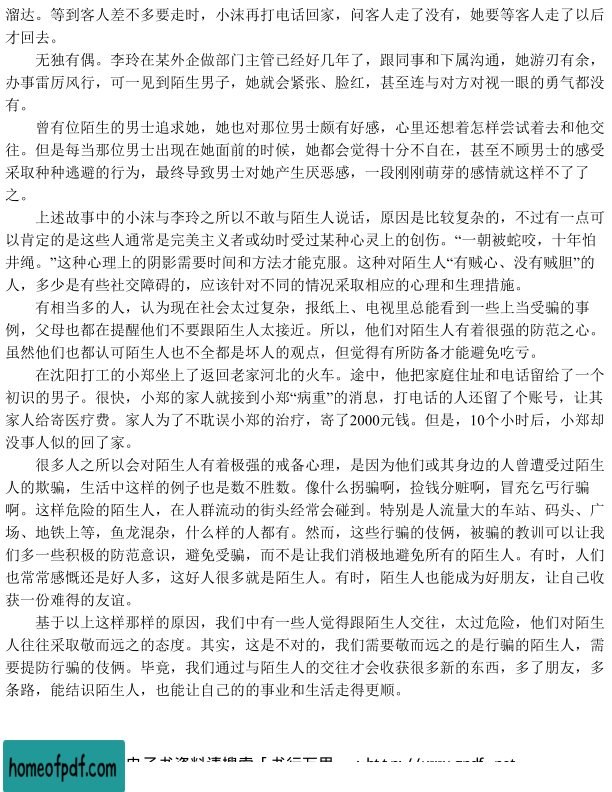 溜达。等到客人差不多要走时，小沫再打电话回家，问客人走了没有，她要等客人走了以后
才回去。
无独有偶。李玲在某外企做部门主管已经好几年了，跟同事和下属沟通，她游刃有余，
办事雷厉风行，可一见到陌生男子，她就会紧张、脸红，甚至连与对方对视一眼的勇气都没
有。
曾有位陌生的男士追求她，她也对那位男士颇有好感，心里还想着怎样尝试着去和他交
往。但是每当那位男士出现在她面前的时候，她都会觉得十分不自在，甚至不顾男士的感受
采取种种逃避的行为，最终导致男士对她产生厌恶感，一段刚刚萌芽的感情就这样不了了
之。
上述故事中的小沫与李玲之所以不敢与陌生人说话，原因是比较复杂的，不过有一点可
以肯定的是这些人通常是完美主义者或幼时受过某种心灵上的创伤。“一朝被蛇咬，十年怕
井绳。”这种心理上的阴影需要时间和方法才能克服。这种对陌生人“有贼心、没有贼胆”的
人，多少是有些社交障碍的，应该针对不同的情况采取相应的心理和生理措施。
有相当多的人，认为现在社会太过复杂，报纸上、电视里总能看到一些上当受骗的事
例，父母也都在提醒他们不要跟陌生人太接近。所以，他们对陌生人有着很强的防范之心。
虽然他们也都认可陌生人也不全都是坏人的观点，但觉得有所防备才能避免吃亏。
在沈阳打工的小郑坐上了返回老家河北的火车。途中，他把家庭住址和电话留给了一个
初识的男子。很快，小郑的家人就接到小郑“病重”的消息，打电话的人还留了个账号，让其
家人给寄医疗费。家人为了不耽误小郑的治疗，寄了2000元钱。但是，10个小时后，小郑却
没事人似的回了家。
很多人之所以会对陌生人有着极强的戒备心理，是因为他们或其身边的人曾遭受过陌生
人的欺骗，生活中这样的例子也是数不胜数。像什么拐骗啊，捡钱分赃啊，冒充乞丐行骗
啊。这样危险的陌生人，在人群流动的街头经常会碰到。特别是人流量大的车站、码头、广
场、地铁上等，鱼龙混杂，什么样的人都有。然而，这些行骗的伎俩，被骗的教训可以让我
们多一些积极的防范意识，避免受骗，而不是让我们消极地避免所有的陌生人。有时，人们
也常常感慨还是好人多，这好人很多就是陌生人。有时，陌生人也能成为好朋友，让自己收
获一份难得的友谊。
基于以上这样那样的原因，我们中有一些人觉得跟陌生人交往，太过危险，他们对陌生
人往往采取敬而远之的态度。其实，这是不对的，我们需要敬而远之的是行骗的陌生人，需
要提防行骗的伎俩。毕竟，我们通过与陌生人的交往才会收获很多新的东西，多了朋友，多
条路，能结识陌生人，也能让自己的的事业和生活走得更顺。
homeofpdf.com